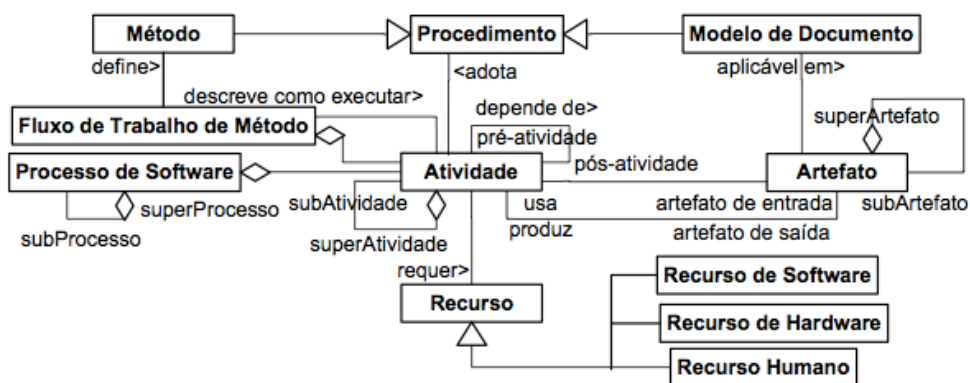 Método
Procedimento
Modelo de Documento
define>
<adota
aplicável em>
descreve como executar>
depende de>
superArtefato
Fluxo de Trabalho de Método
pré-atividade
Processo de Software
Atividade
pós-atividade
Artefato
superProcesso
subAtividade
usa
artefato de entrada
subArtefato
subProcesso
superAtividade
produz
artefato de saída
requer>
Recurso de Software
Recurso
Recurso de Hardware
Recurso Humano